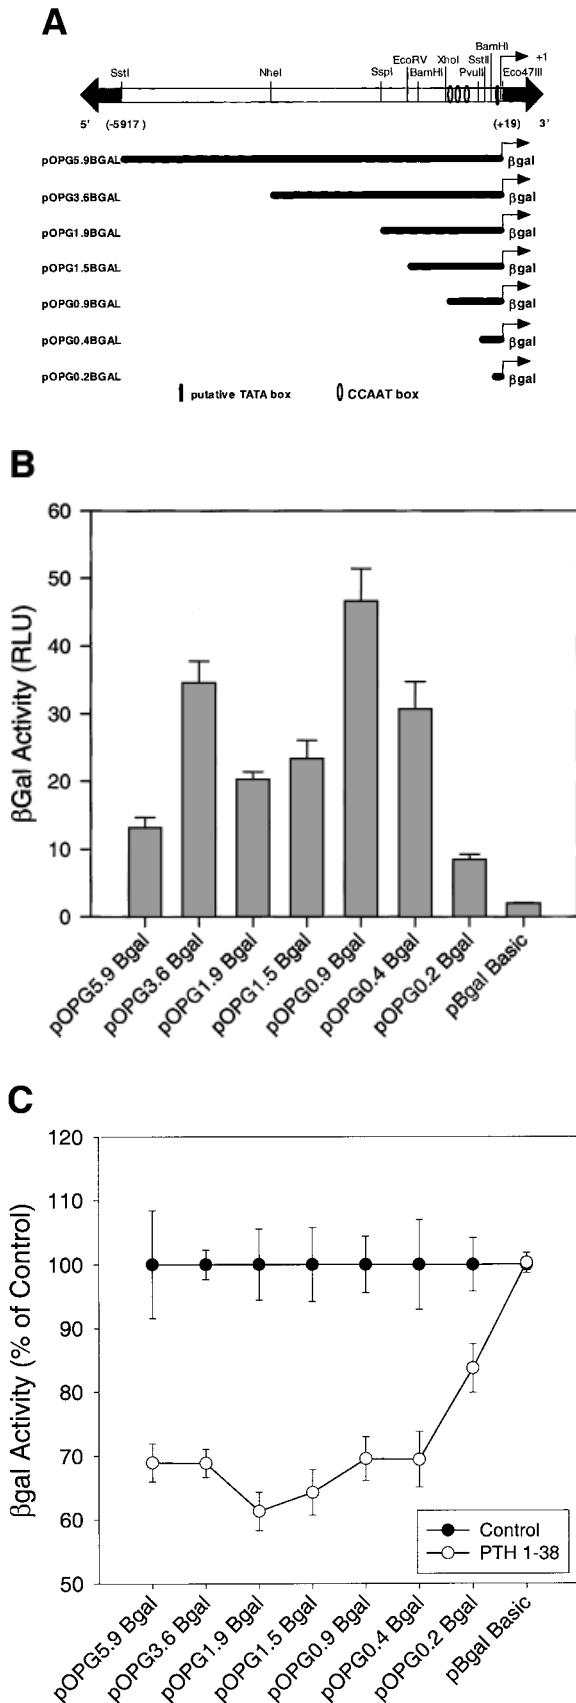 A
BamHI
EcoRV XhoI SstII +1
SstI NheI SspI BamHI PvuII Eco47III
5' (-5917 ) (+19) 3'
pOPG5.9BGAL βgal
pOPG3.6BGAL βgal
pOPG1.9BGAL βgal
pOPG1.5BGAL βgal
pOPG0.9BGAL βgal
pOPG0.4BGAL βgal
pOPG0.2BGAL βgal
putative TATA box CCAAT box
B
βGal Activity (RLU)
60
50
40
30
20
10
0
pOPG5.9 Bgal
pOPG3.6 Bgal
pOPG1.9 Bgal
pOPG1.5 Bgal
pOPG0.9 Bgal
pOPG0.4 Bgal
pOPG0.2 Bgal
pBgal Basic
C
βgal Activity (% of Control)
120
110
100
90
80
70
60
50
Control
PTH 1-38
pOPG5.9 Bgal
pOPG3.6 Bgal
pOPG1.9 Bgal
pOPG1.5 Bgal
pOPG0.9 Bgal
pOPG0.4 Bgal
pOPG0.2 Bgal
pBgal Basic